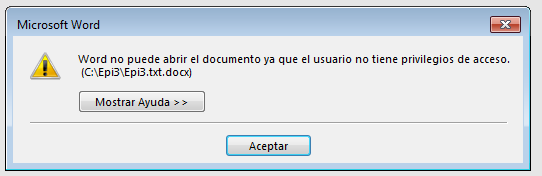 Microsoft Word
Word no puede abrir el documento ya que el usuario no tiene privilegios de acceso.
(C:\Epi3\Epi3.txt.docx)
Mostrar Ayuda >>
Aceptar